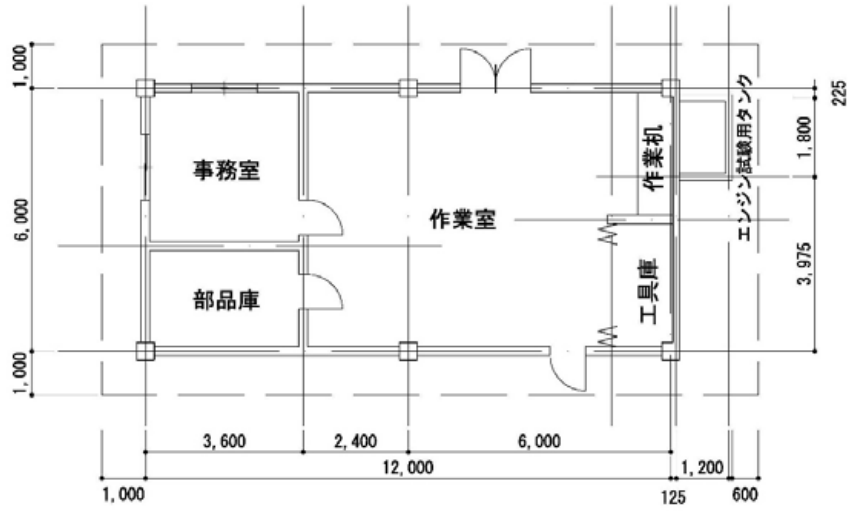 1,000
225
事務室
作業室
作業机
エンジン試験用タンク
1,800
6,000
部品庫
工具庫
3,975
1,000
3,600
2,400
6,000
12,000
1,200
1,000
125
600